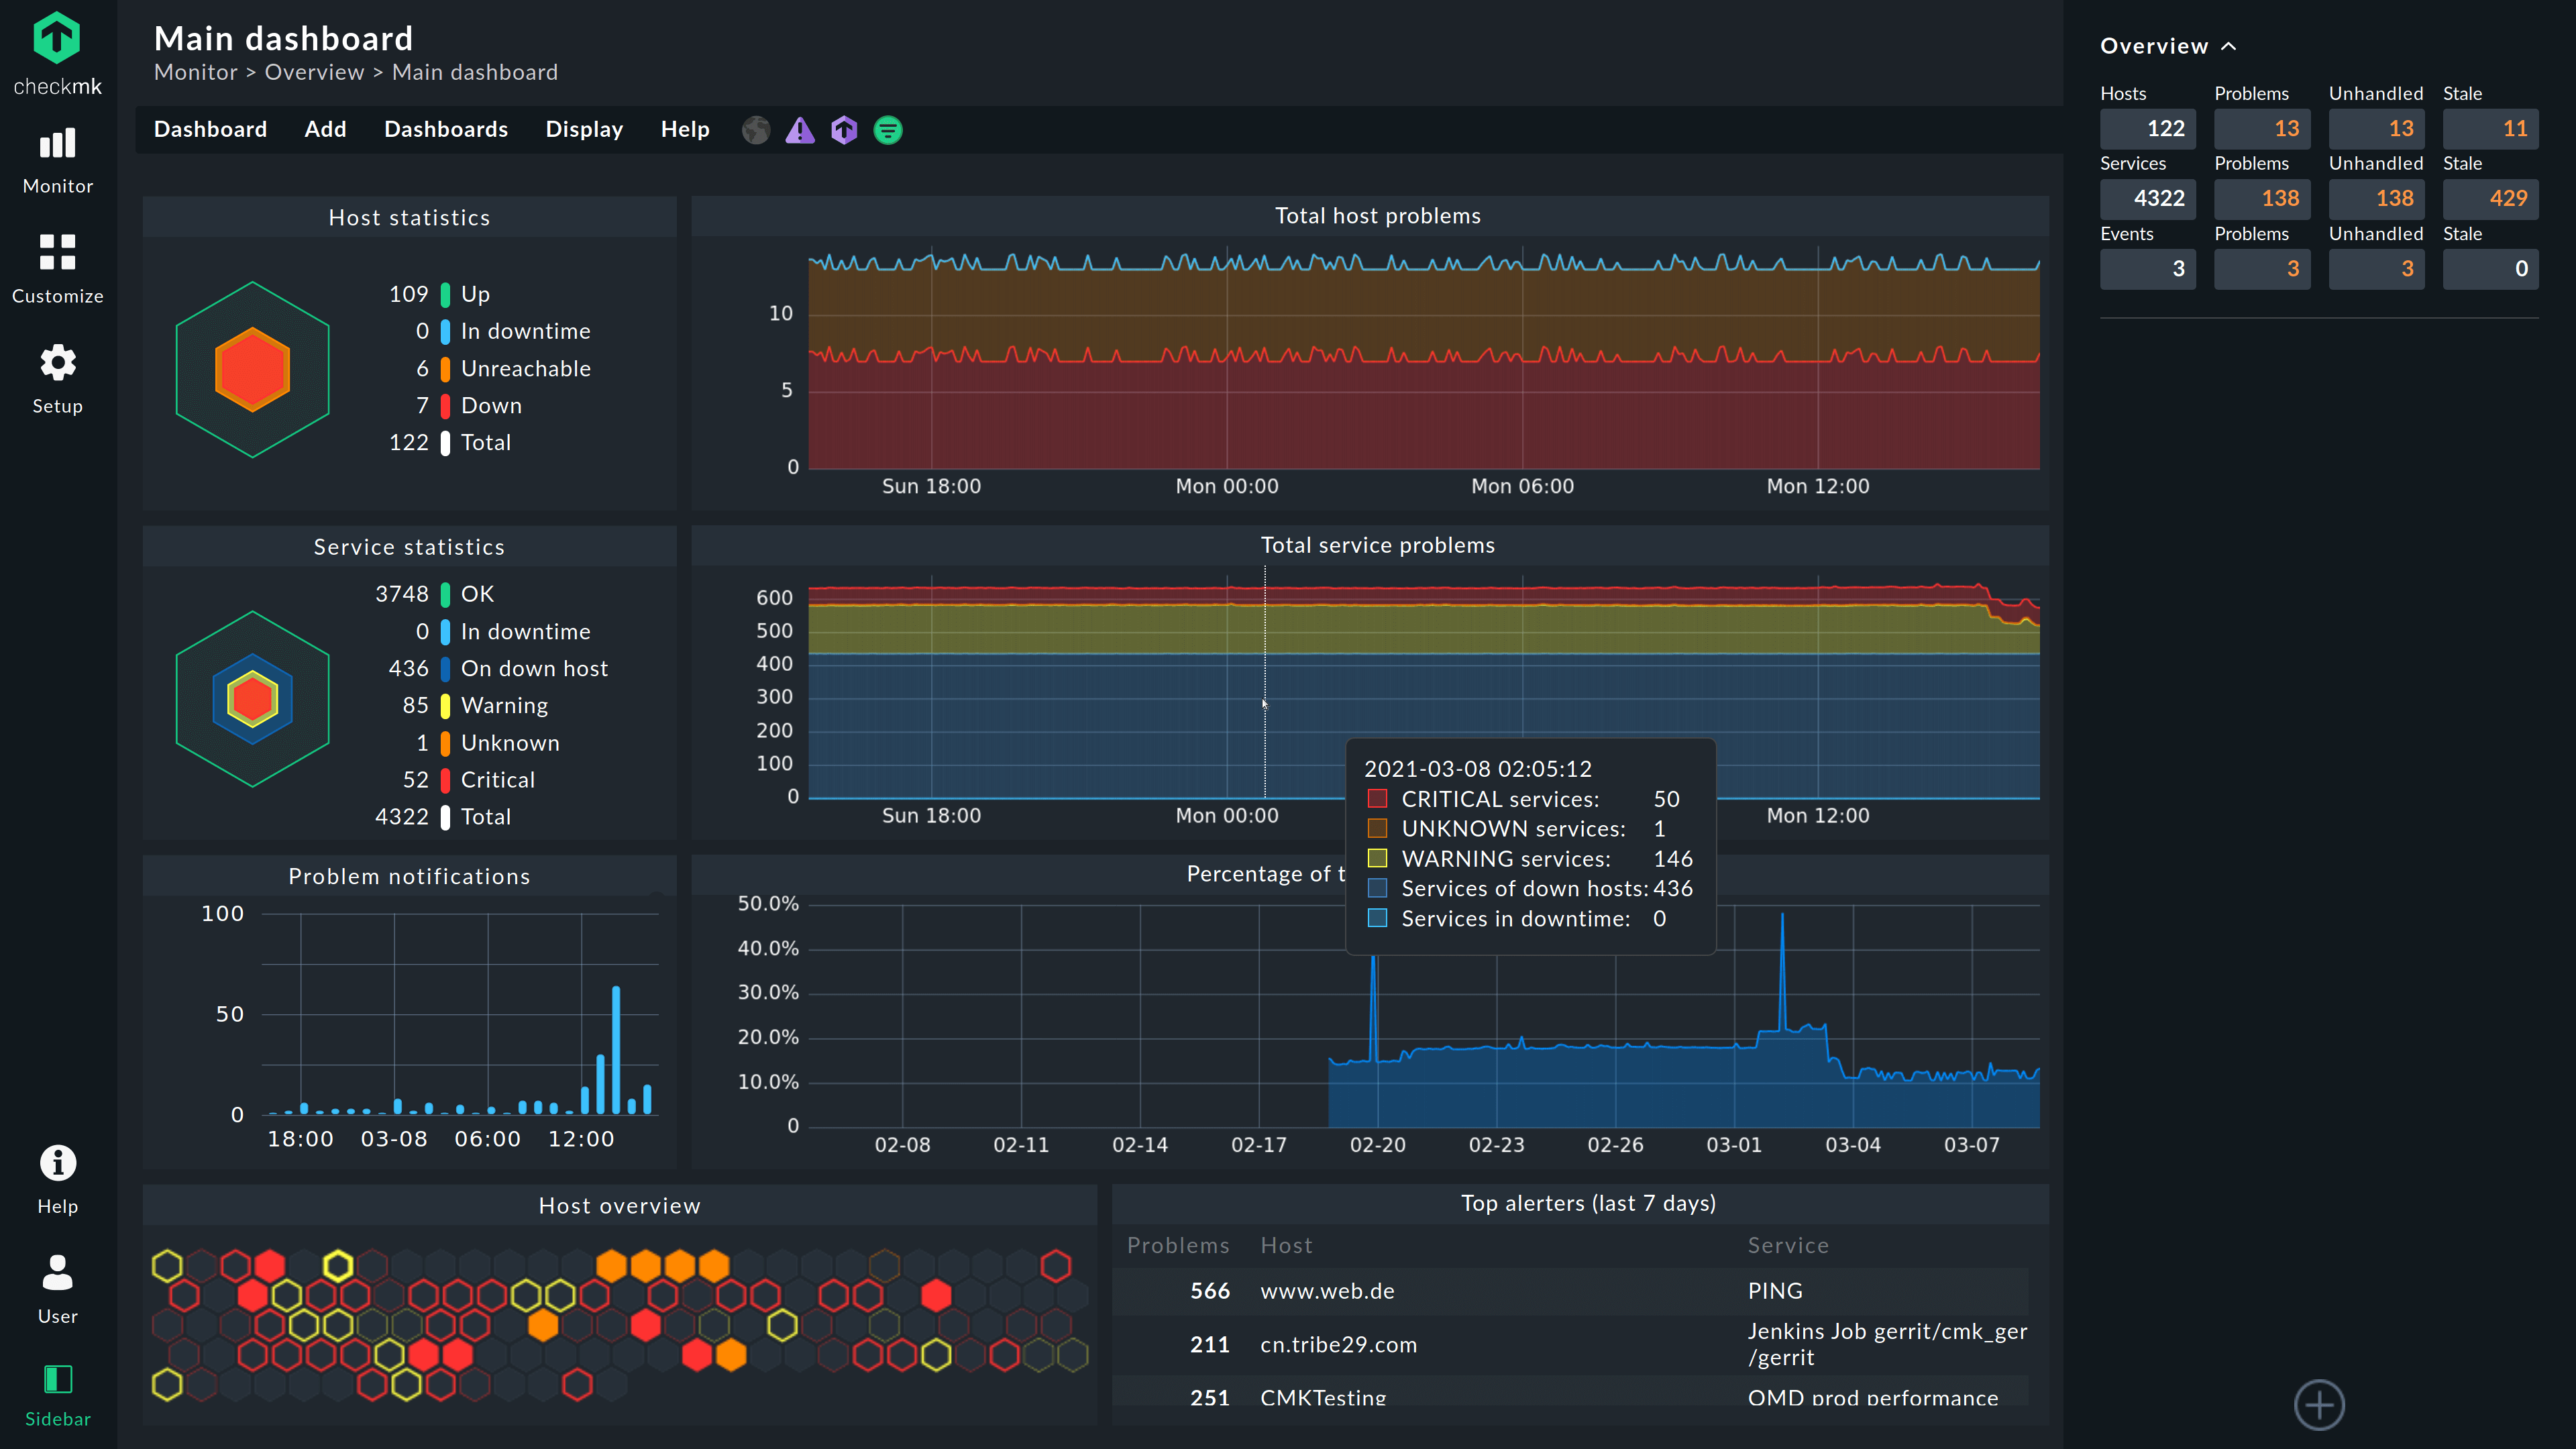 checkmk
Monitor
Customize
Setup
Help
User
Sidebar
Main dashboard
Monitor > Overview > Main dashboard
Dashboard Add Dashboards Display Help
Host statistics
109 Up
0 In downtime
6 Unreachable
7 Down
122 Total
Total host problems
10
5
0
Sun 18:00 Mon 00:00 Mon 06:00 Mon 12:00
Service statistics
3748 OK
0 In downtime
436 On down host
85 Warning
1 Unknown
52 Critical
4322 Total
Total service problems
600
500
400
300
200
100
0
Sun 18:00 Mon 00:00 Mon 12:00
2021-03-08 02:05:12
CRITICAL services: 50
UNKNOWN services: 1
WARNING services: 146
Services of down hosts: 436
Services in downtime: 0
Problem notifications
100
50
0
18:00 03-08 06:00 12:00
Percentage of t
50.0%
40.0%
30.0%
20.0%
10.0%
0
02-08 02-11 02-14 02-17 02-20 02-23 02-26 03-01 03-04 03-07
Host overview
Top alerters (last 7 days)
Problems Host Service
566 www.web.de PING
211 cn.tribe29.com Jenkins Job gerrit/cmk_ger
/gerrit
251 CMKTesting OMD prod performance
Overview
Hosts Problems Unhandled Stale
122 13 13 11
Services Problems Unhandled Stale
4322 138 138 429
Events Problems Unhandled Stale
3 3 3 0